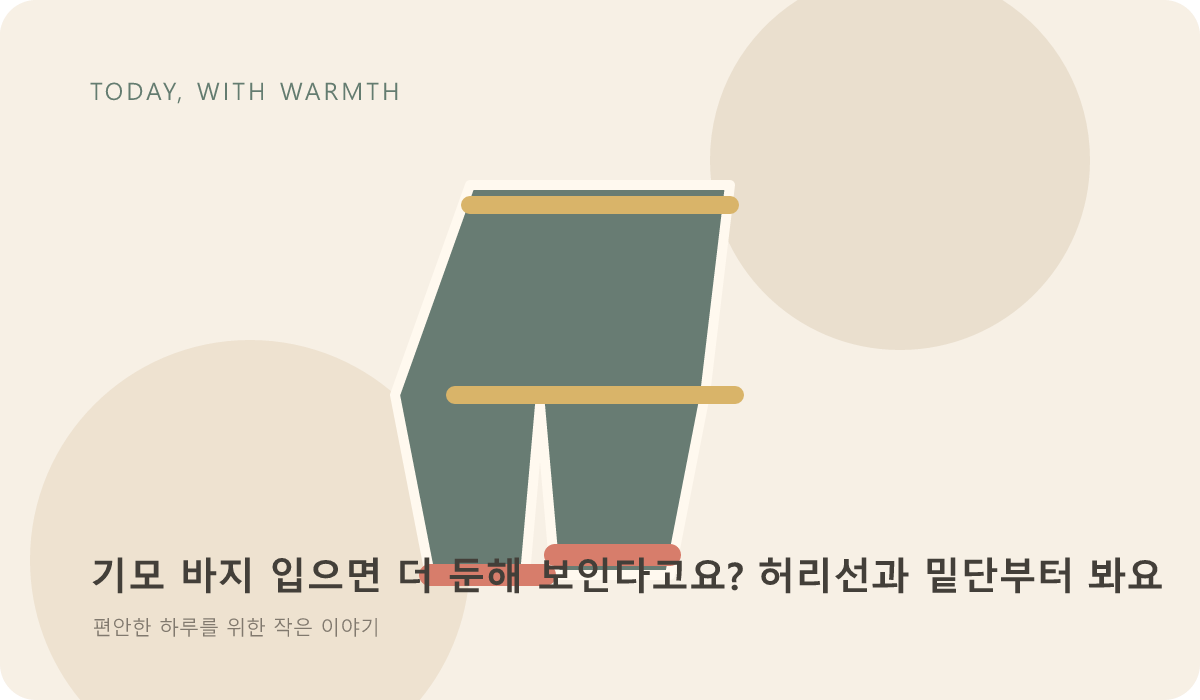 TODAY, WITH WARMTH
기모 바지 입으면 더 둔해 보인다고요? 허리선과 밑단부터 봐요
편안한 하루를 위한 작은 이야기